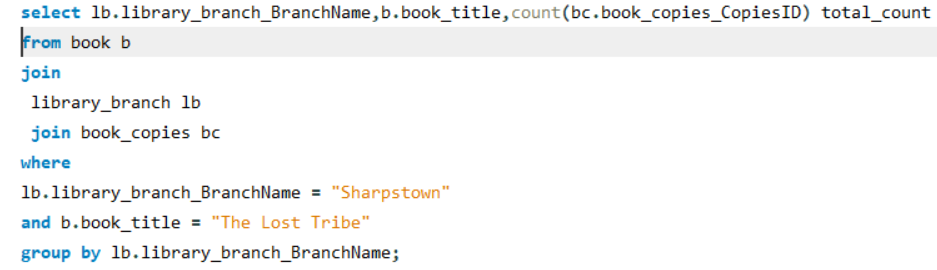 select lb.library_branch_BranchName,b.book_title,count(bc.book_copies_CopiesID) total_count
from book b
join
library_branch lb
join book_copies bc
where
lb.library_branch_BranchName = "Sharpstown"
and b.book_title = "The Lost Tribe"
group by lb.library_branch_BranchName;